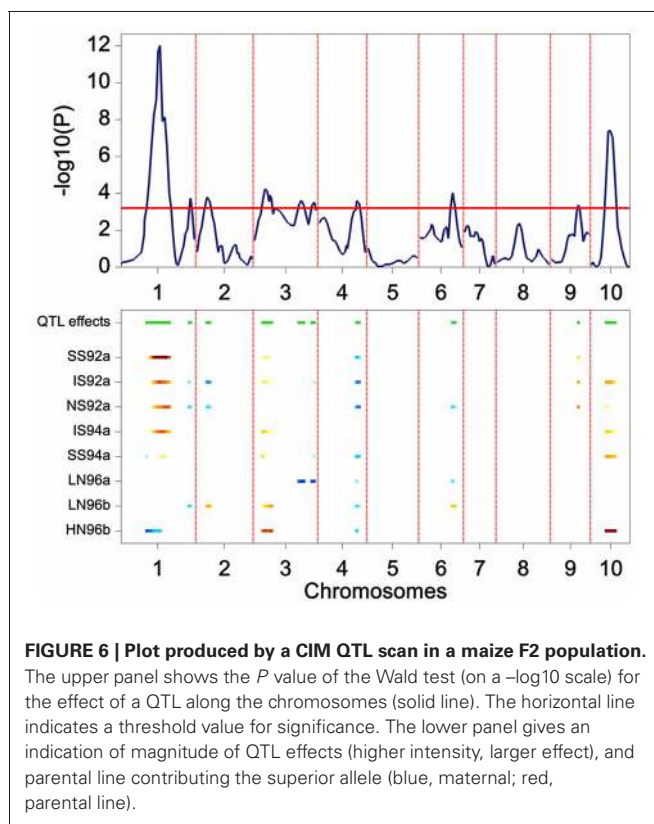 12
10
8
6
4
2
0
-log10(P)
1 2 3 4 5 6 7 8 9 10
QTL effects
SS92a
IS92a
NS92a
IS94a
SS94a
LN96a
LN96b
HN96b
1 2 3 4 5 6 7 8 9 10
Chromosomes
FIGURE 6 | Plot produced by a CIM QTL scan in a maize F2 population.
The upper panel shows the P value of the Wald test (on a –log10 scale) for
the effect of a QTL along the chromosomes (solid line). The horizontal line
indicates a threshold value for significance. The lower panel gives an
indication of magnitude of QTL effects (higher intensity, larger effect), and
parental line contributing the superior allele (blue, maternal; red,
parental line).